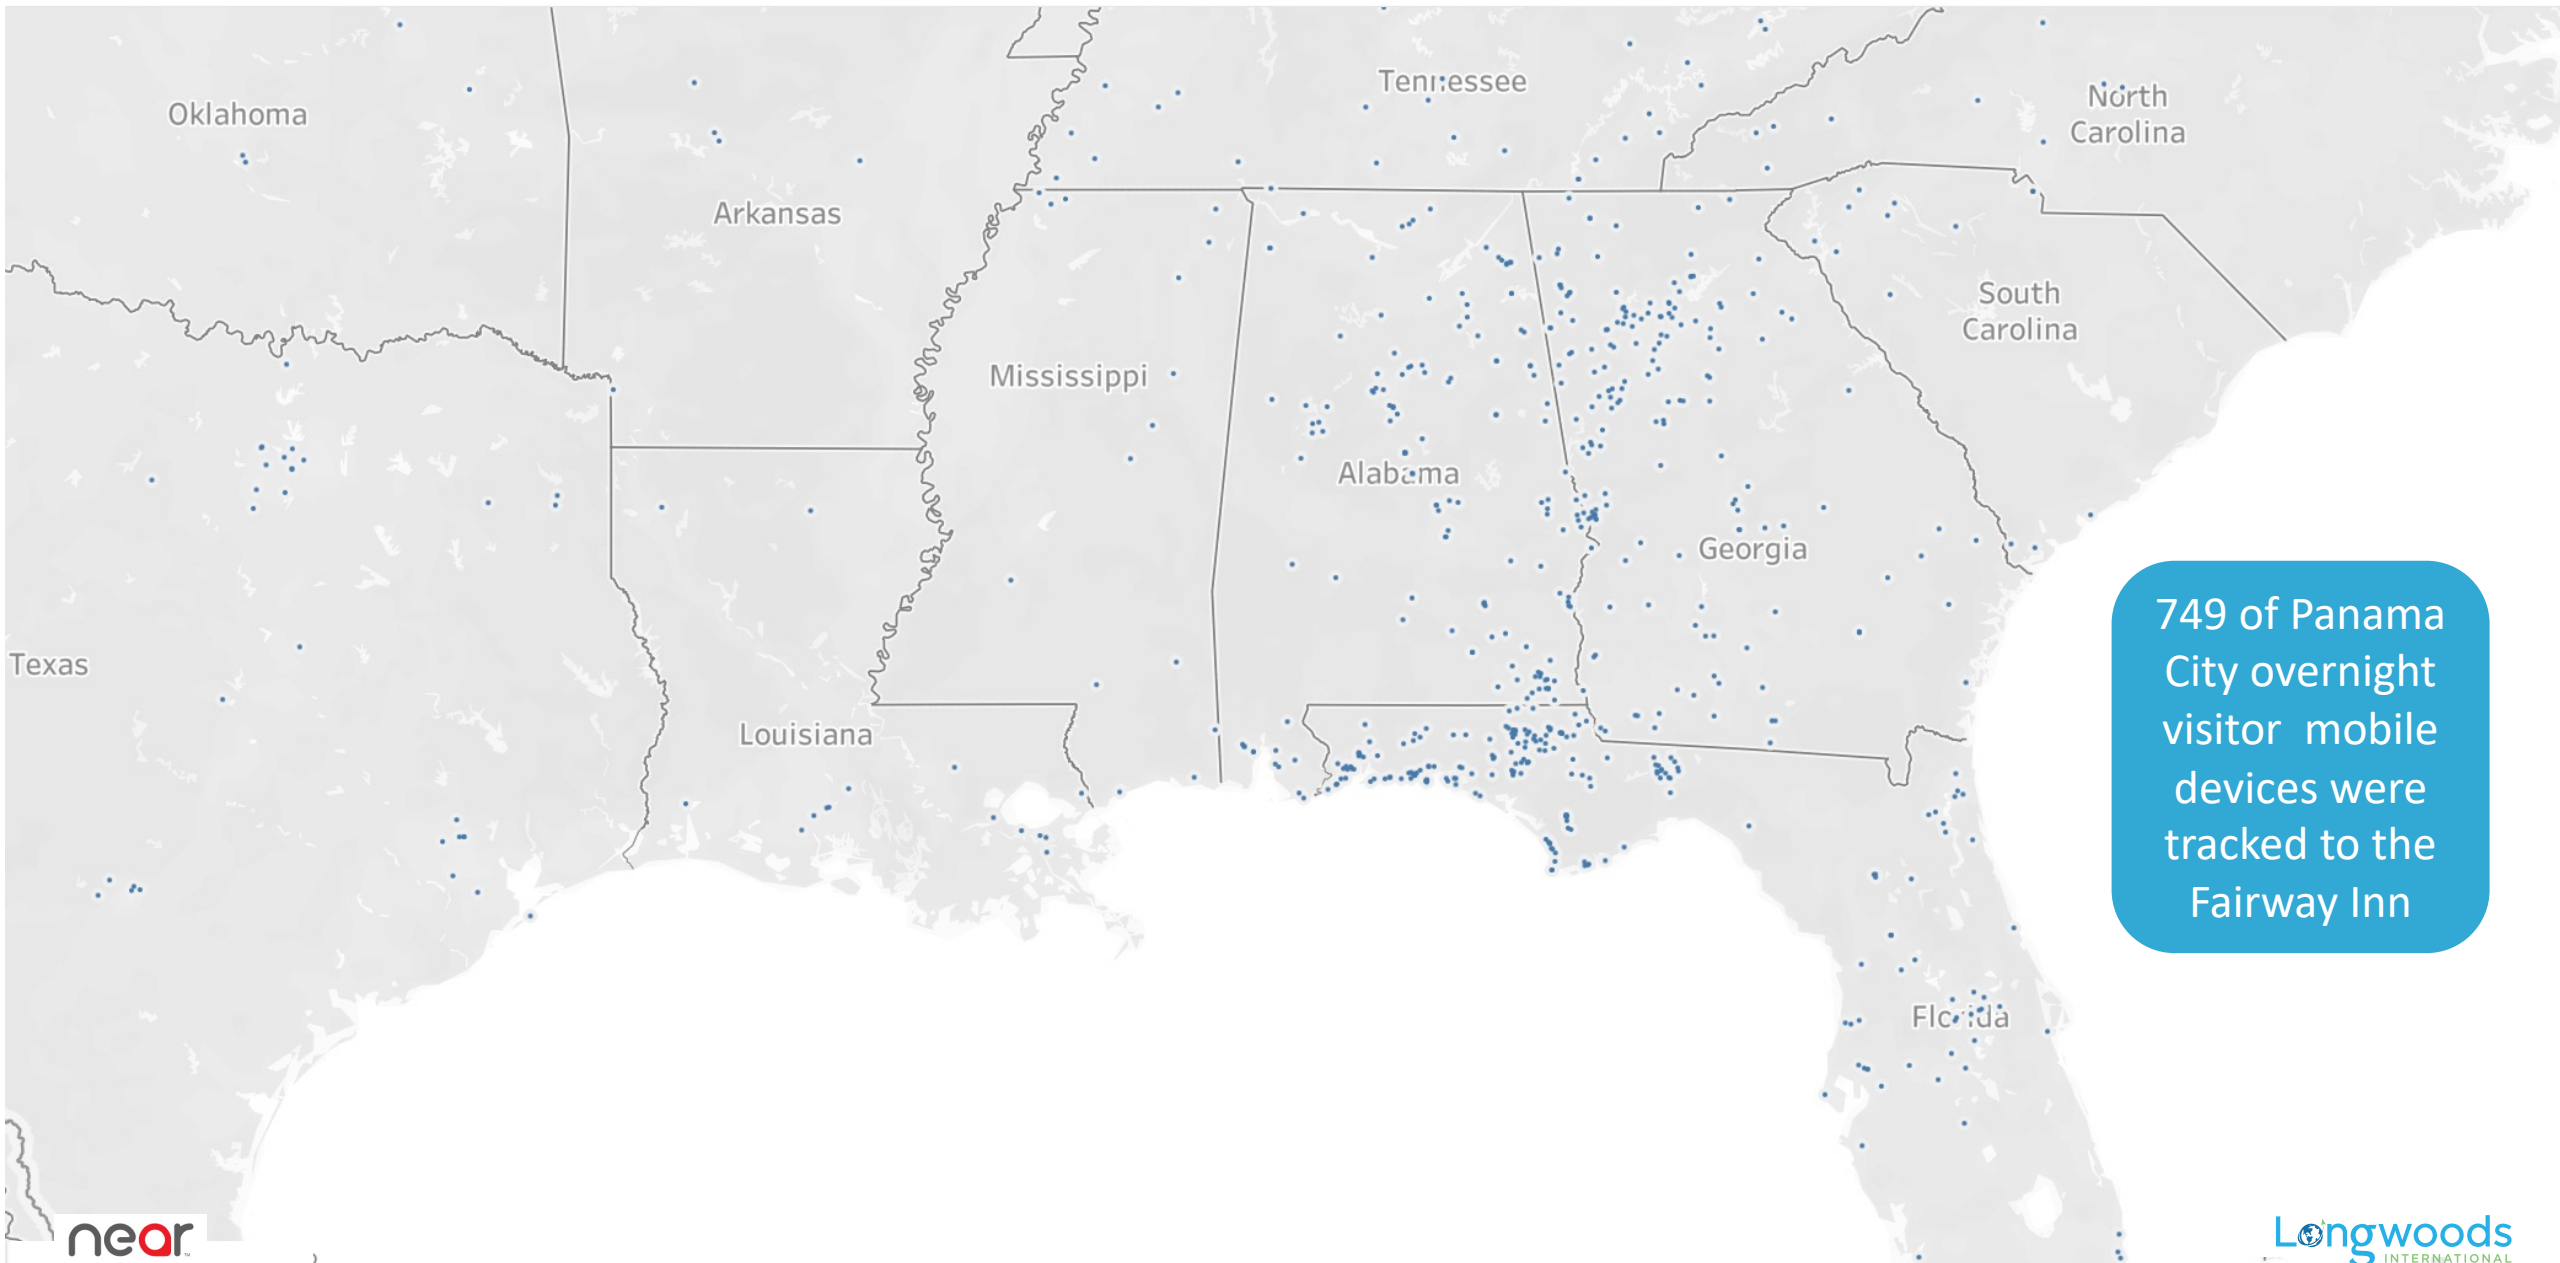 Tennessee
Oklahoma
North
Carolina
Arkansas
South
Carolina
Mississippi
Alabama
Georgia
Texas
Louisiana
749 of Panama
City overnight
visitor mobile
devices were
tracked to the
Fairway Inn
Florida
near
Longwoods
INTERNATIONAL